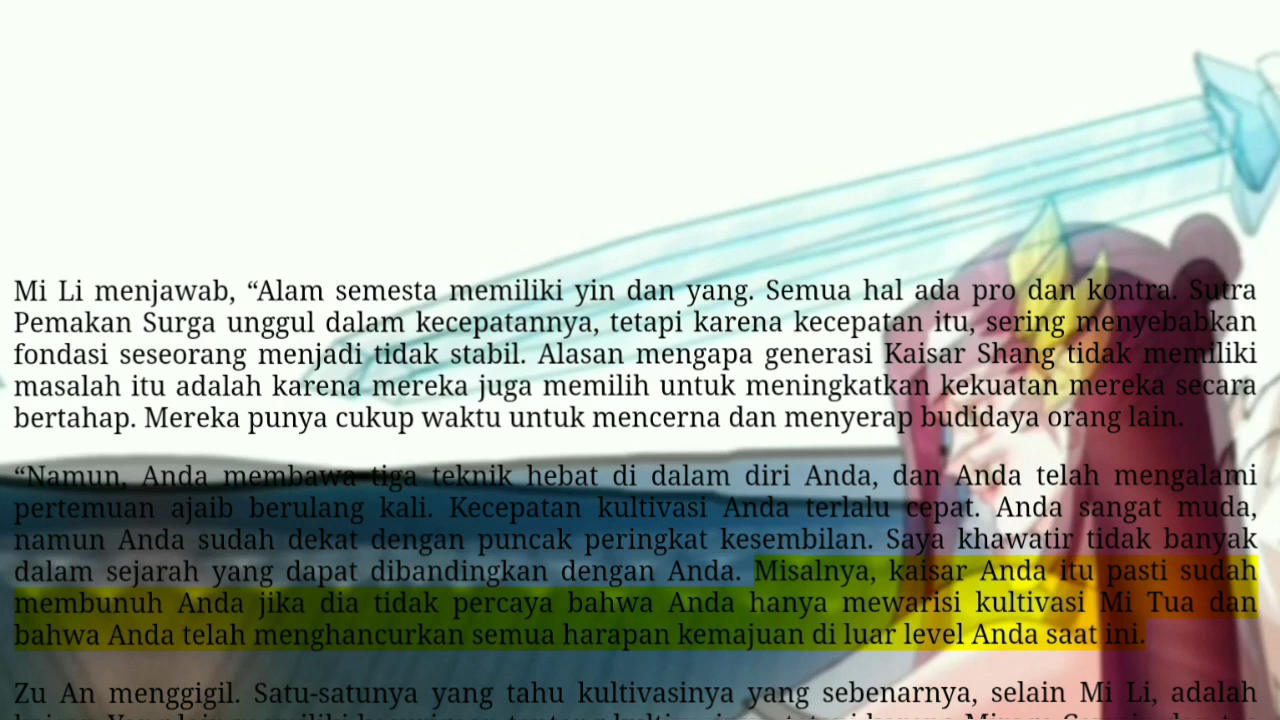 Mi Li menjawab, “Alam semesta memiliki yin dan yang. Semua hal ada pro dan kontra. Sutra
Pemakan Surga unggul dalam kecepatannya, tetapi karena kecepatan itu, sering menyebabkan
fondasi seseorang menjadi tidak stabil. Alasan mengapa generasi Kaisar Shang tidak memiliki
masalah itu adalah karena mereka juga memilih untuk meningkatkan kekuatan mereka secara
bertahap. Mereka punya cukup waktu untuk mencerna dan menyerap budidaya orang lain.
“Namun, Anda membawa tiga teknik hebat di dalam diri Anda, dan Anda telah mengalami
pertemuan ajaib berulang kali. Kecepatan kultivasi Anda terlalu cepat. Anda sangat muda,
namun Anda sudah dekat dengan puncak peringkat kesembilan. Saya khawatir tidak banyak
dalam sejarah yang dapat dibandingkan dengan Anda. Misalnya, kaisar Anda itu pasti sudah
membunuh Anda jika dia tidak percaya bahwa Anda hanya mewarisi kultivasi Mi Tua dan
bahwa Anda telah menghancurkan semua harapan kemajuan di luar level Anda saat ini.
Zu An menggigil. Satu-satunya yang tahu kultivasinya yang sebenarnya, selain Mi Li, adalah